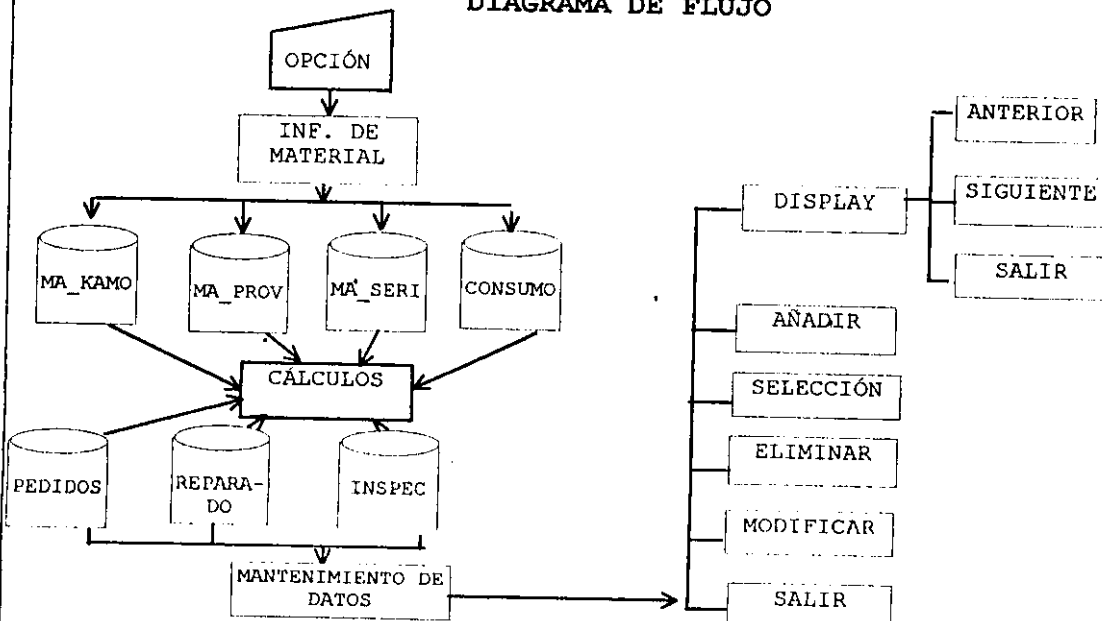 DIAGRAMA DE FLUJO
OPCIÓN
INF. DE
MATERIAL
MA_KAMO
MA_PROV
MA_SERI
CONSUMO
CÁLCULOS
PEDIDOS
REPARA-
DO
INSPEC
MANTENIMIENTO DE
DATOS
DISPLAY
ANTERIOR
SIGUIENTE
SALIR
AÑADIR
SELECCIÓN
ELIMINAR
MODIFICAR
SALIR